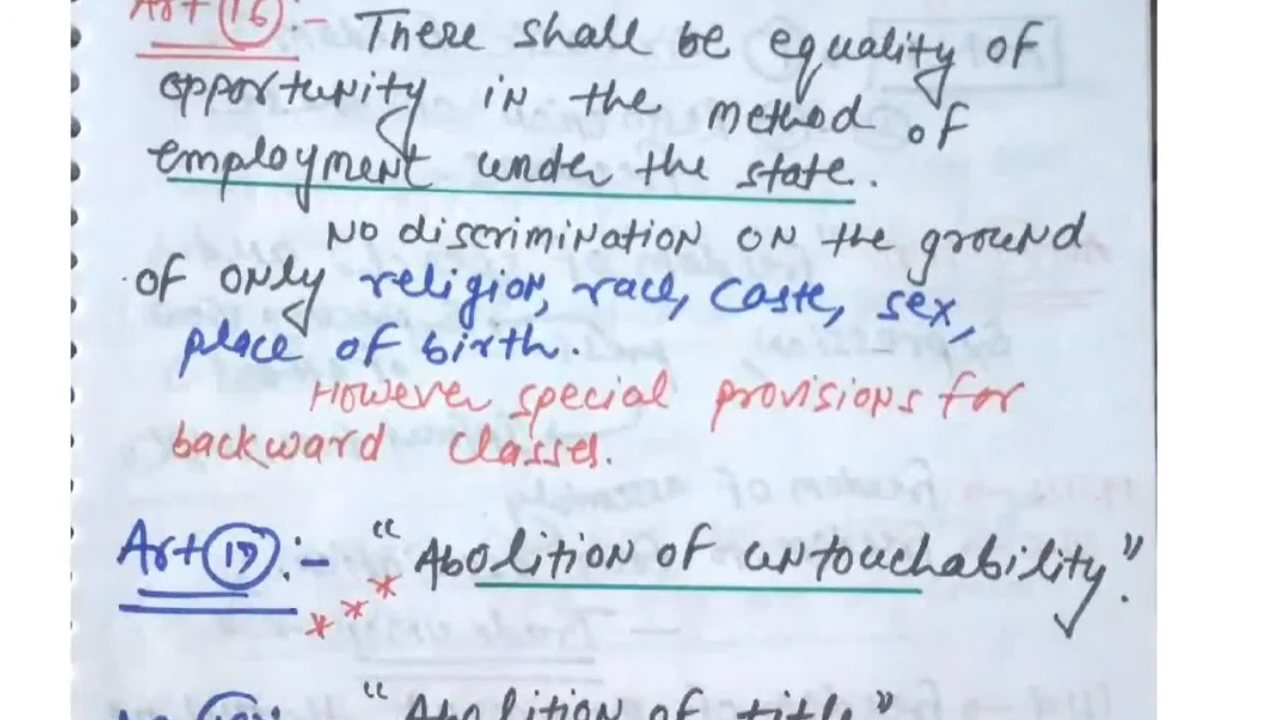 Art (16) :- There shall be equality of
opportunity in the method of
employment under the state.
No discrimination on the ground
of only religion, race, caste, sex,
place of birth.
However special provisions for
backward classes.
Art (17) :- "Abolition of untouchability".
"Abolition of title"